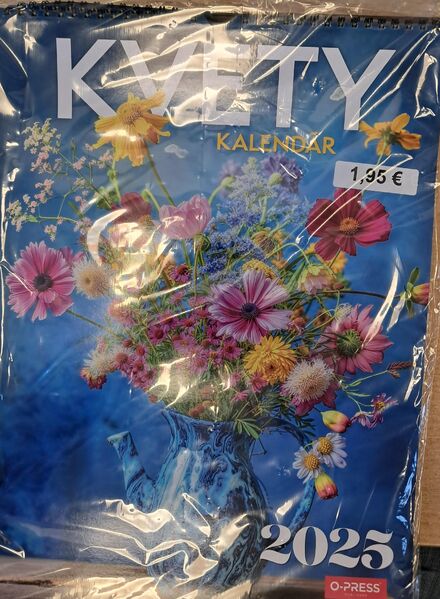 KVETY
KALENDÁR
1,95 €
2025
O-PRESS